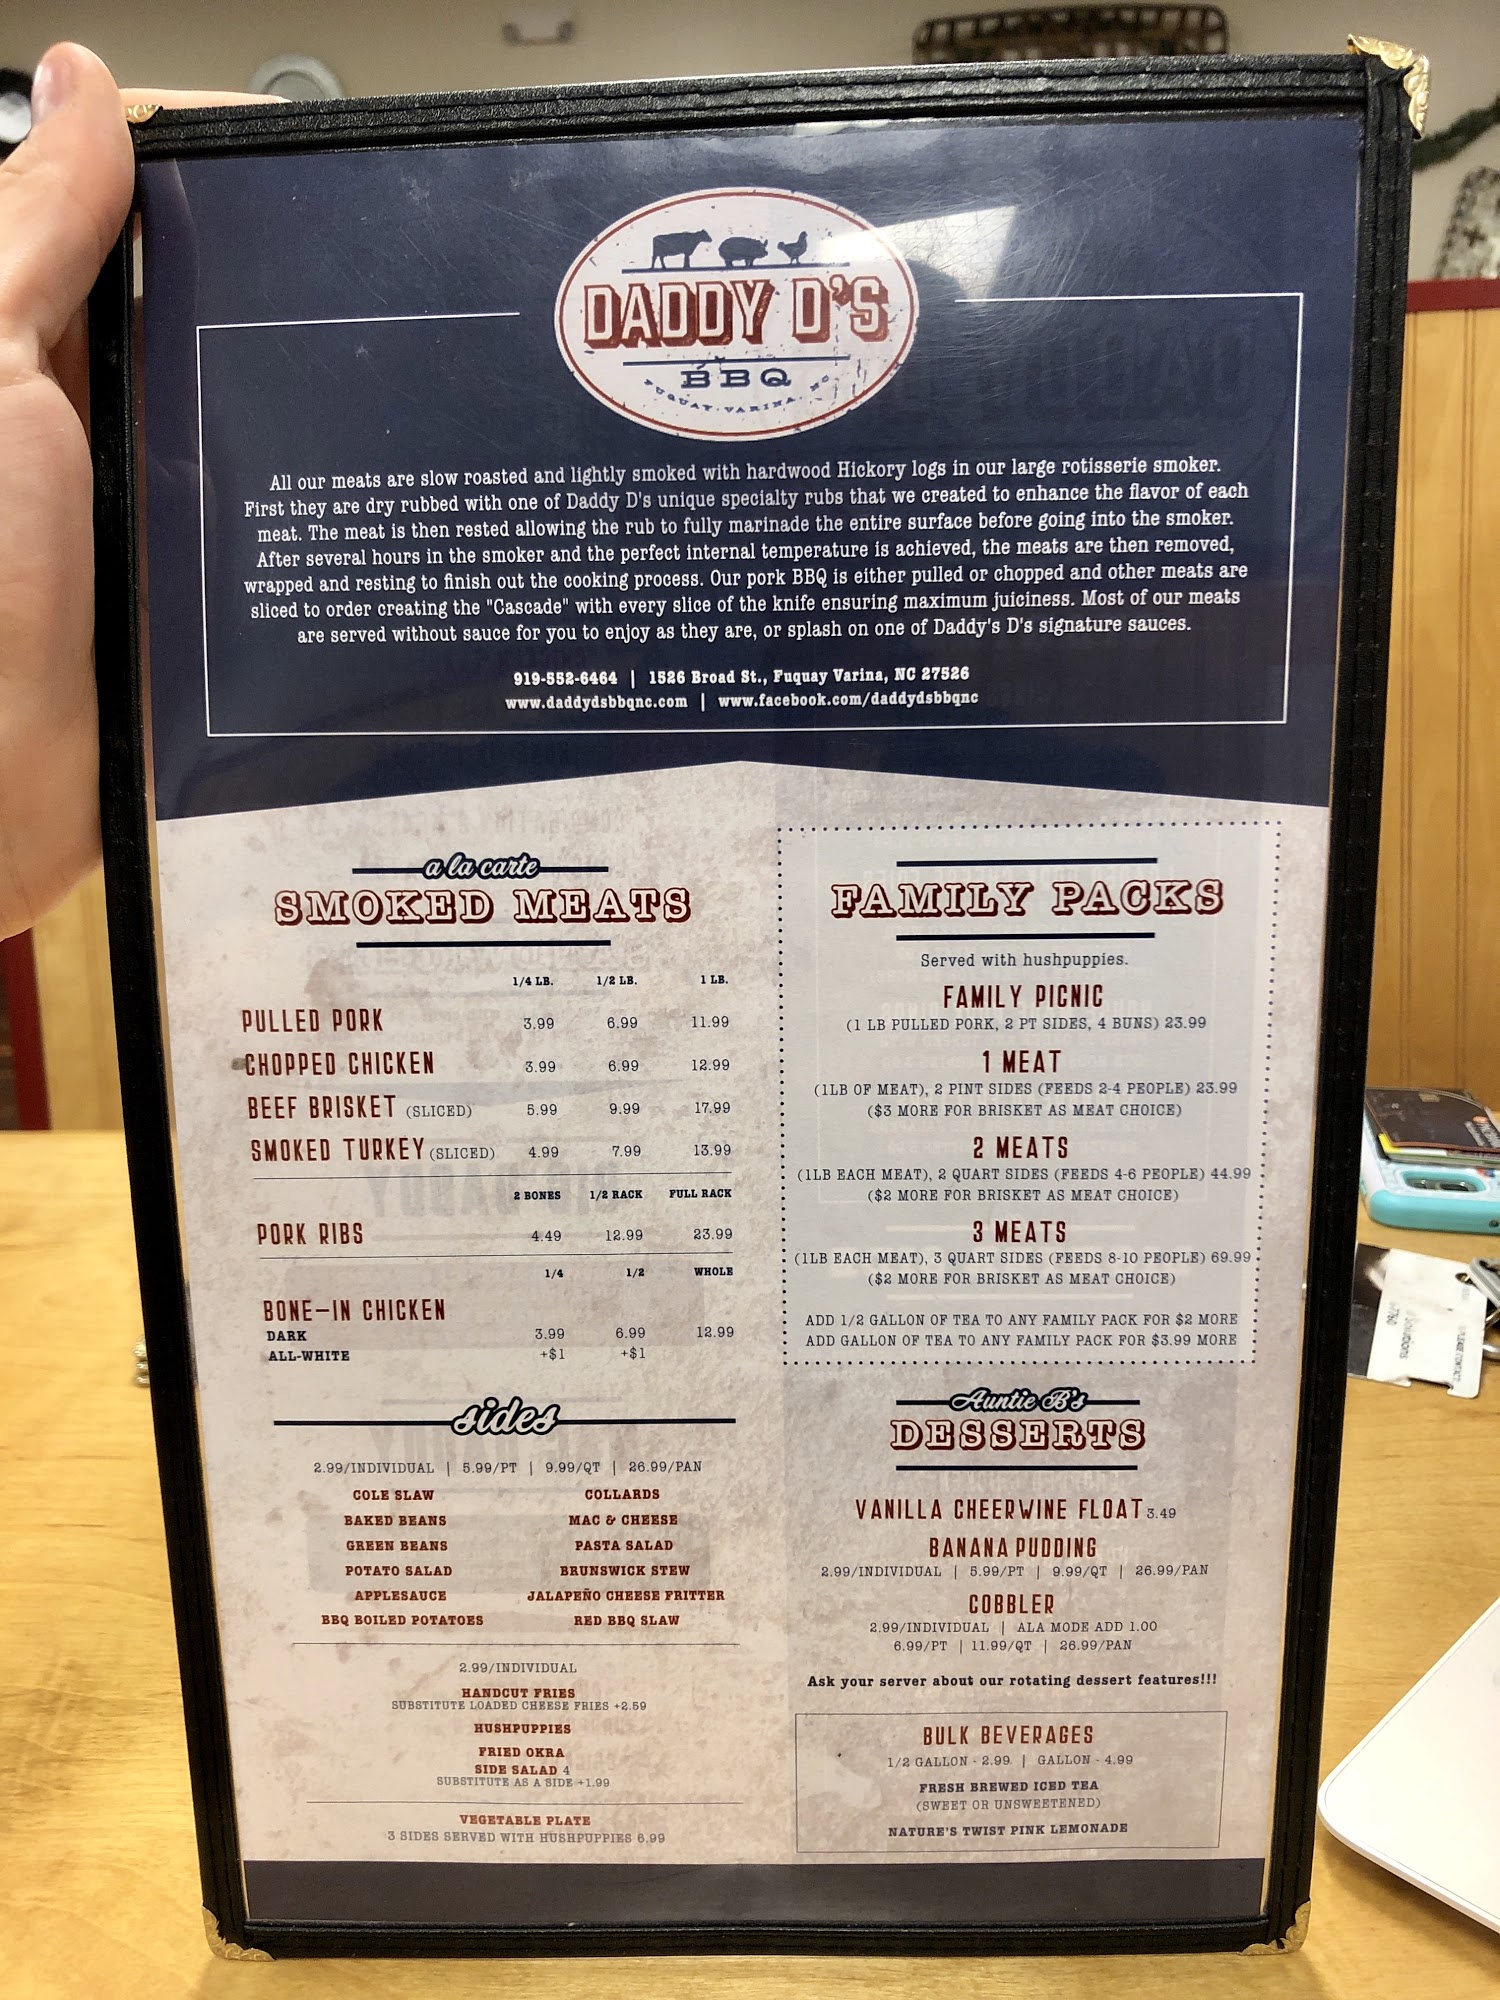 DADDY D'S
BBQ
FUQUAY-VARINA, NC
All our meats are slow roasted and lightly smoked with hardwood Hickory logs in our large rotisserie smoker.
First they are dry rubbed with one of Daddy D's unique specialty rubs that we created to enhance the flavor of each
meat. The meat is then rested allowing the rub to fully marinade the entire surface before going into the smoker.
After several hours in the smoker and the perfect internal temperature is achieved, the meats are then removed,
wrapped and resting to finish out the cooking process. Our pork BBQ is either pulled or chopped and other meats are
sliced to order creating the "Cascade" with every slice of the knife ensuring maximum juiciness. Most of our meats
are served without sauce for you to enjoy as they are, or splash on one of Daddy's D's signature sauces.
919-552-6464 | 1526 Broad St., Fuquay Varina, NC 27526
www.daddydsbbqnc.com | www.facebook.com/daddydsbbqnc
a la carte
SMOKED MEATS
1/4 LB. 1/2 LB. 1 LB.
PULLED PORK 3.99 6.99 11.99
CHOPPED CHICKEN 3.99 6.99 12.99
BEEF BRISKET (SLICED) 5.99 9.99 17.99
SMOKED TURKEY (SLICED) 4.99 7.99 13.99
2 BONES 1/2 RACK FULL RACK
PORK RIBS 4.49 12.99 23.99
1/4 1/2 WHOLE
BONE-IN CHICKEN
DARK 3.99 6.99 12.99
ALL-WHITE +$1 +$1
sides
2.99/INDIVIDUAL | 5.99/PT | 9.99/QT | 26.99/PAN
COLE SLAW COLLARDS
BAKED BEANS MAC & CHEESE
GREEN BEANS PASTA SALAD
POTATO SALAD BRUNSWICK STEW
APPLESAUCE JALAPEÑO CHEESE FRITTER
BBQ BOILED POTATOES RED BBQ SLAW
2.99/INDIVIDUAL
HANDCUT FRIES
SUBSTITUTE LOADED CHEESE FRIES +2.59
HUSHPUPPIES
FRIED OKRA
SIDE SALAD 4
SUBSTITUTE AS A SIDE +1.99
VEGETABLE PLATE
3 SIDES SERVED WITH HUSHPUPPIES 6.99
FAMILY PACKS
Served with hushpuppies.
FAMILY PICNIC
(1 LB PULLED PORK, 2 PT SIDES, 4 BUNS) 23.99
1 MEAT
(1LB OF MEAT), 2 PINT SIDES (FEEDS 2-4 PEOPLE) 23.99
($3 MORE FOR BRISKET AS MEAT CHOICE)
2 MEATS
(1LB EACH MEAT), 2 QUART SIDES (FEEDS 4-6 PEOPLE) 44.99
($2 MORE FOR BRISKET AS MEAT CHOICE)
3 MEATS
(1LB EACH MEAT), 3 QUART SIDES (FEEDS 8-10 PEOPLE) 69.99
($2 MORE FOR BRISKET AS MEAT CHOICE)
ADD 1/2 GALLON OF TEA TO ANY FAMILY PACK FOR $2 MORE
ADD GALLON OF TEA TO ANY FAMILY PACK FOR $3.99 MORE
Auntie B's
DESSERTS
VANILLA CHEERWINE FLOAT 3.49
BANANA PUDDING
2.99/INDIVIDUAL | 5.99/PT | 9.99/QT | 26.99/PAN
COBBLER
2.99/INDIVIDUAL | ALA MODE ADD 1.00
6.99/PT | 11.99/QT | 26.99/PAN
Ask your server about our rotating dessert features!!!
BULK BEVERAGES
1/2 GALLON - 2.99 | GALLON - 4.99
FRESH BREWED ICED TEA
(SWEET OR UNSWEETENED)
NATURE'S TWIST PINK LEMONADE